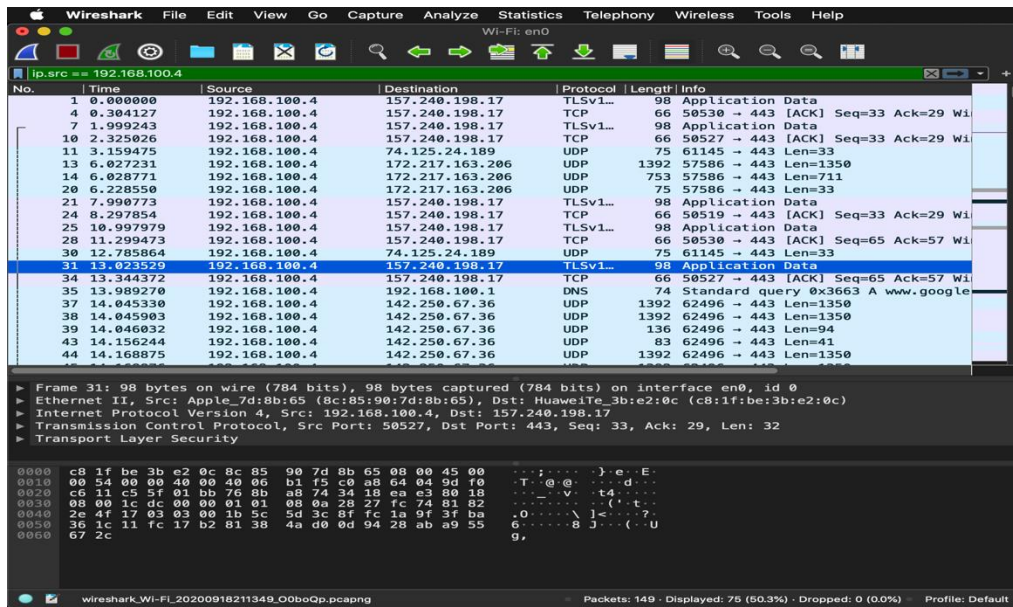 Wireshark File Edit View Go Capture Analyze Statistics Telephony Wireless Tools Help
Wi-Fi: en0
ip.src == 192.168.100.4
No. Time Source Destination Protocol Length Info
1 0.000000 192.168.100.4 157.240.198.17 TLSv1… 98 Application Data
4 0.304127 192.168.100.4 157.240.198.17 TCP 66 50530 → 443 [ACK] Seq=33 Ack=29 Wi
7 1.999243 192.168.100.4 157.240.198.17 TLSv1… 98 Application Data
10 2.325026 192.168.100.4 157.240.198.17 TCP 66 50527 → 443 [ACK] Seq=33 Ack=29 Wi
11 3.159475 192.168.100.4 74.125.24.189 UDP 75 61145 → 443 Len=33
13 6.027231 192.168.100.4 172.217.163.206 UDP 1392 57586 → 443 Len=1350
14 6.028771 192.168.100.4 172.217.163.206 UDP 753 57586 → 443 Len=711
20 6.228550 192.168.100.4 172.217.163.206 UDP 75 57586 → 443 Len=33
21 7.990773 192.168.100.4 157.240.198.17 TLSv1… 98 Application Data
24 8.297854 192.168.100.4 157.240.198.17 TCP 66 50519 → 443 [ACK] Seq=33 Ack=29 Wi
25 10.997979 192.168.100.4 157.240.198.17 TLSv1… 98 Application Data
28 11.299473 192.168.100.4 157.240.198.17 TCP 66 50530 → 443 [ACK] Seq=65 Ack=57 Wi
30 12.785864 192.168.100.4 74.125.24.189 UDP 75 61145 → 443 Len=33
31 13.023529 192.168.100.4 157.240.198.17 TLSv1… 98 Application Data
34 13.344372 192.168.100.4 157.240.198.17 TCP 66 50527 → 443 [ACK] Seq=65 Ack=57 Wi
35 13.989270 192.168.100.4 192.168.100.1 DNS 74 Standard query 0x3663 A www.google
37 14.045330 192.168.100.4 142.250.67.36 UDP 1392 62496 → 443 Len=1350
38 14.045903 192.168.100.4 142.250.67.36 UDP 1392 62496 → 443 Len=1350
39 14.046032 192.168.100.4 142.250.67.36 UDP 136 62496 → 443 Len=94
43 14.156244 192.168.100.4 142.250.67.36 UDP 83 62496 → 443 Len=41
44 14.168875 192.168.100.4 142.250.67.36 UDP 1392 62496 → 443 Len=1350
Frame 31: 98 bytes on wire (784 bits), 98 bytes captured (784 bits) on interface en0, id 0
Ethernet II, Src: Apple_7d:8b:65 (8c:85:90:7d:8b:65), Dst: HuaweiTe_3b:e2:0c (c8:1f:be:3b:e2:0c)
Internet Protocol Version 4, Src: 192.168.100.4, Dst: 157.240.198.17
Transmission Control Protocol, Src Port: 50527, Dst Port: 443, Seq: 33, Ack: 29, Len: 32
Transport Layer Security
0000 c8 1f be 3b e2 0c 8c 85 90 7d 8b 65 08 00 45 00 ···;···· ·}·e··E·
0010 00 54 00 00 40 00 40 06 b1 f5 c0 a8 64 04 9d f0 ·T··@·@· ····d···
0020 c6 11 c5 5f 01 bb 76 8b a8 74 34 18 ea e3 80 18 ···_··v· ·t4·····
0030 08 00 1c dc 00 00 01 01 08 0a 28 27 fc 74 81 82 ········ ··('·t··
0040 2e 4f 17 03 03 00 1b 5c 5d 3c 8f fc 1a 9f 3f ba .O·····\ ]<····?·
0050 36 1c 11 fc 17 b2 81 38 4a d0 0d 94 28 ab a9 55 6······8 J···(··U
0060 67 2c g,
wireshark_Wi-Fi_20200918211349_O0boQp.pcapng Packets: 149 · Displayed: 75 (50.3%) · Dropped: 0 (0.0%) Profile: Default